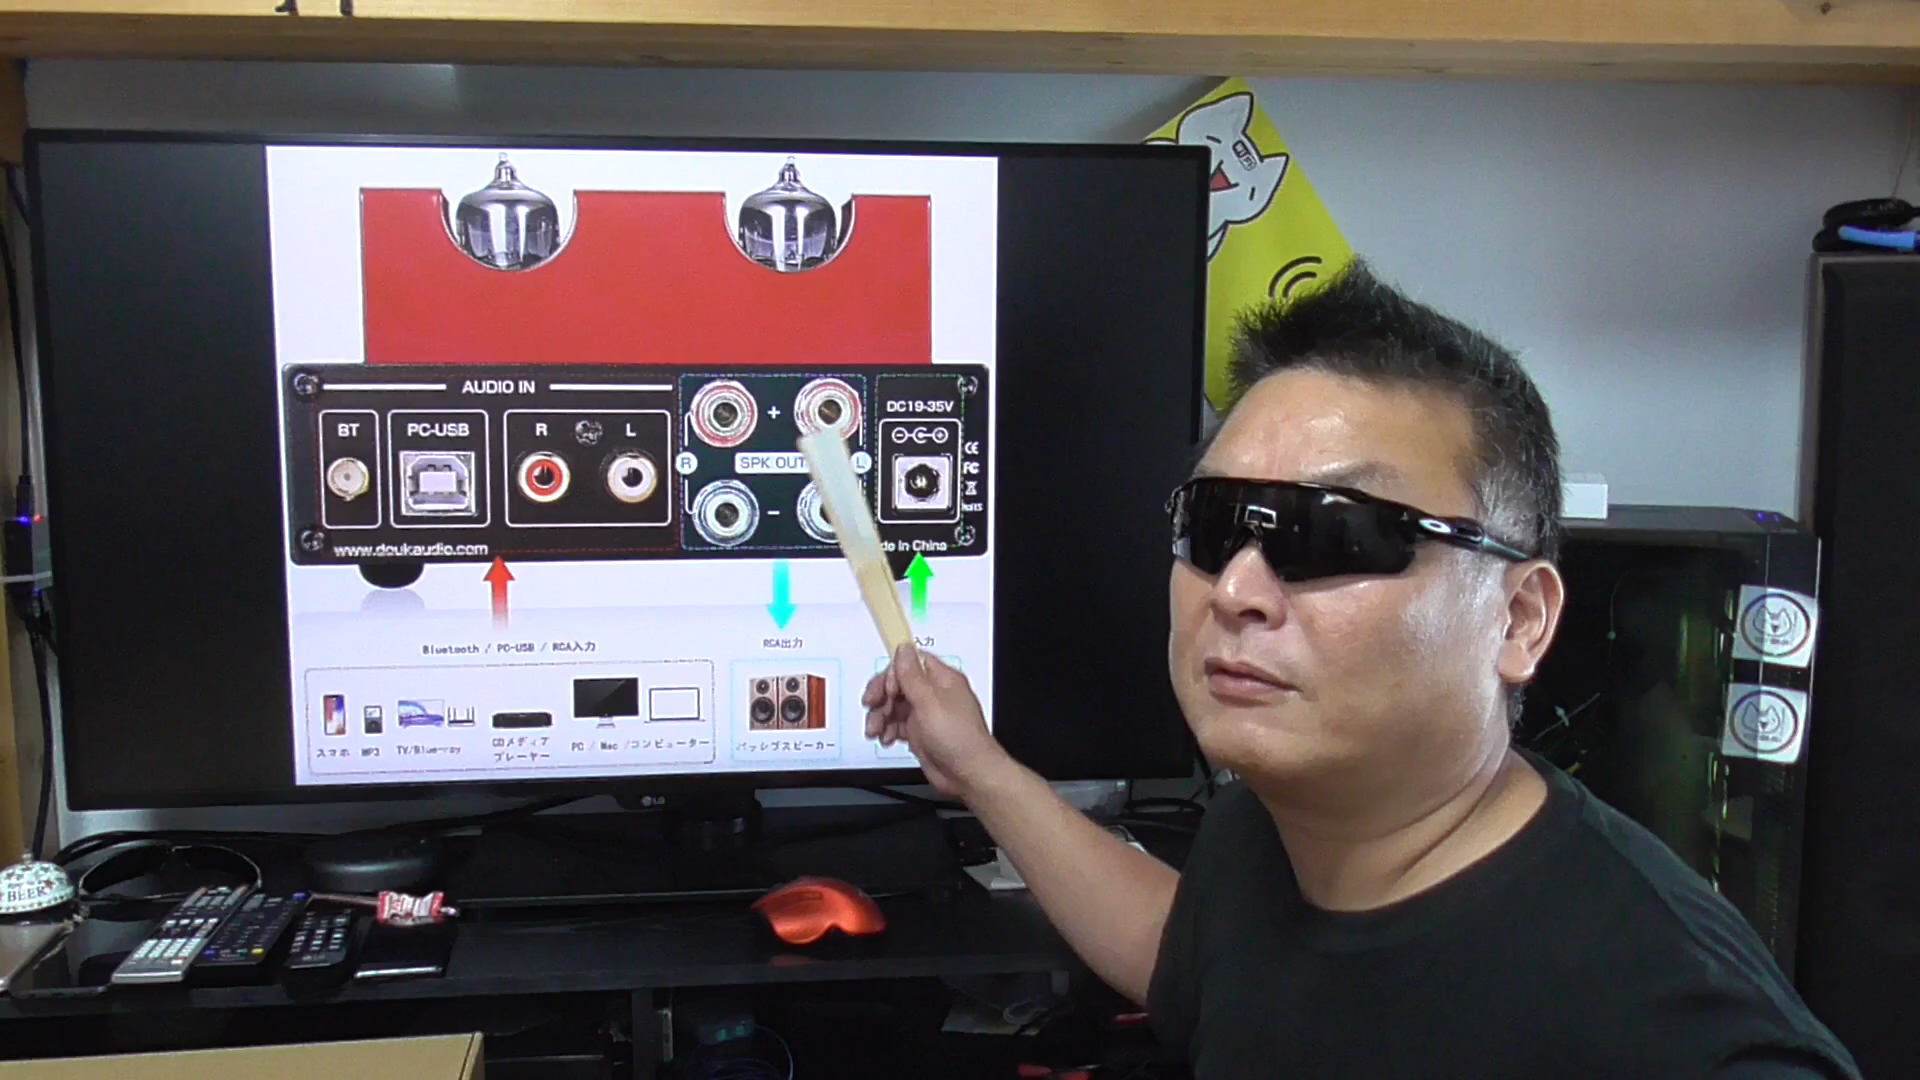 WiFi
AUDIO IN
BT
PC-USB
R
L
+
R
SPK OUT
L
-
DC19-35V
CE
FC
www.doukaudio.com
In China
Bluetooth / PC-USB / RCA入力
RCA出力
入力
スマホ
MP3
TV/Blue-ray
CDメディア
プレーヤー
PC / Mac /コンピューター
パッシブスピーカー
LG
BEER